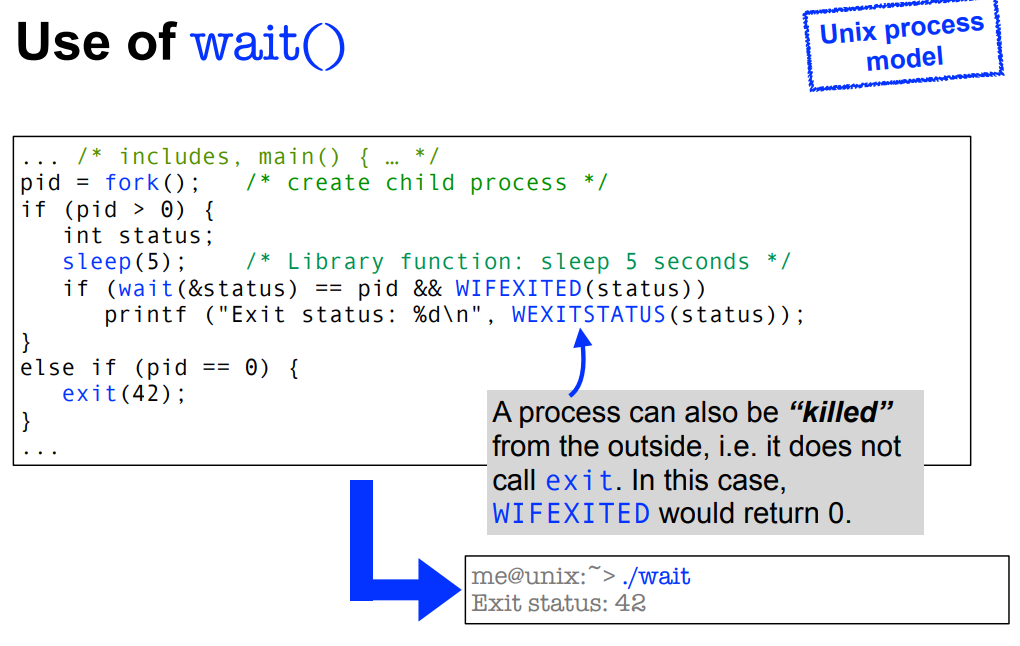 Use of wait()
Unix process
model
... /* includes, main() { … */
pid = fork();   /* create child process */
if (pid > 0) {
   int status;
   sleep(5);    /* Library function: sleep 5 seconds */
   if (wait(&status) == pid && WIFEXITED(status))
      printf ("Exit status: %d\n", WEXITSTATUS(status));
}
else if (pid == 0) {
   exit(42);
}
...
A process can also be “killed”
from the outside, i.e. it does not
call exit. In this case,
WIFEXITED would return 0.
me@unix:~> ./wait
Exit status: 42